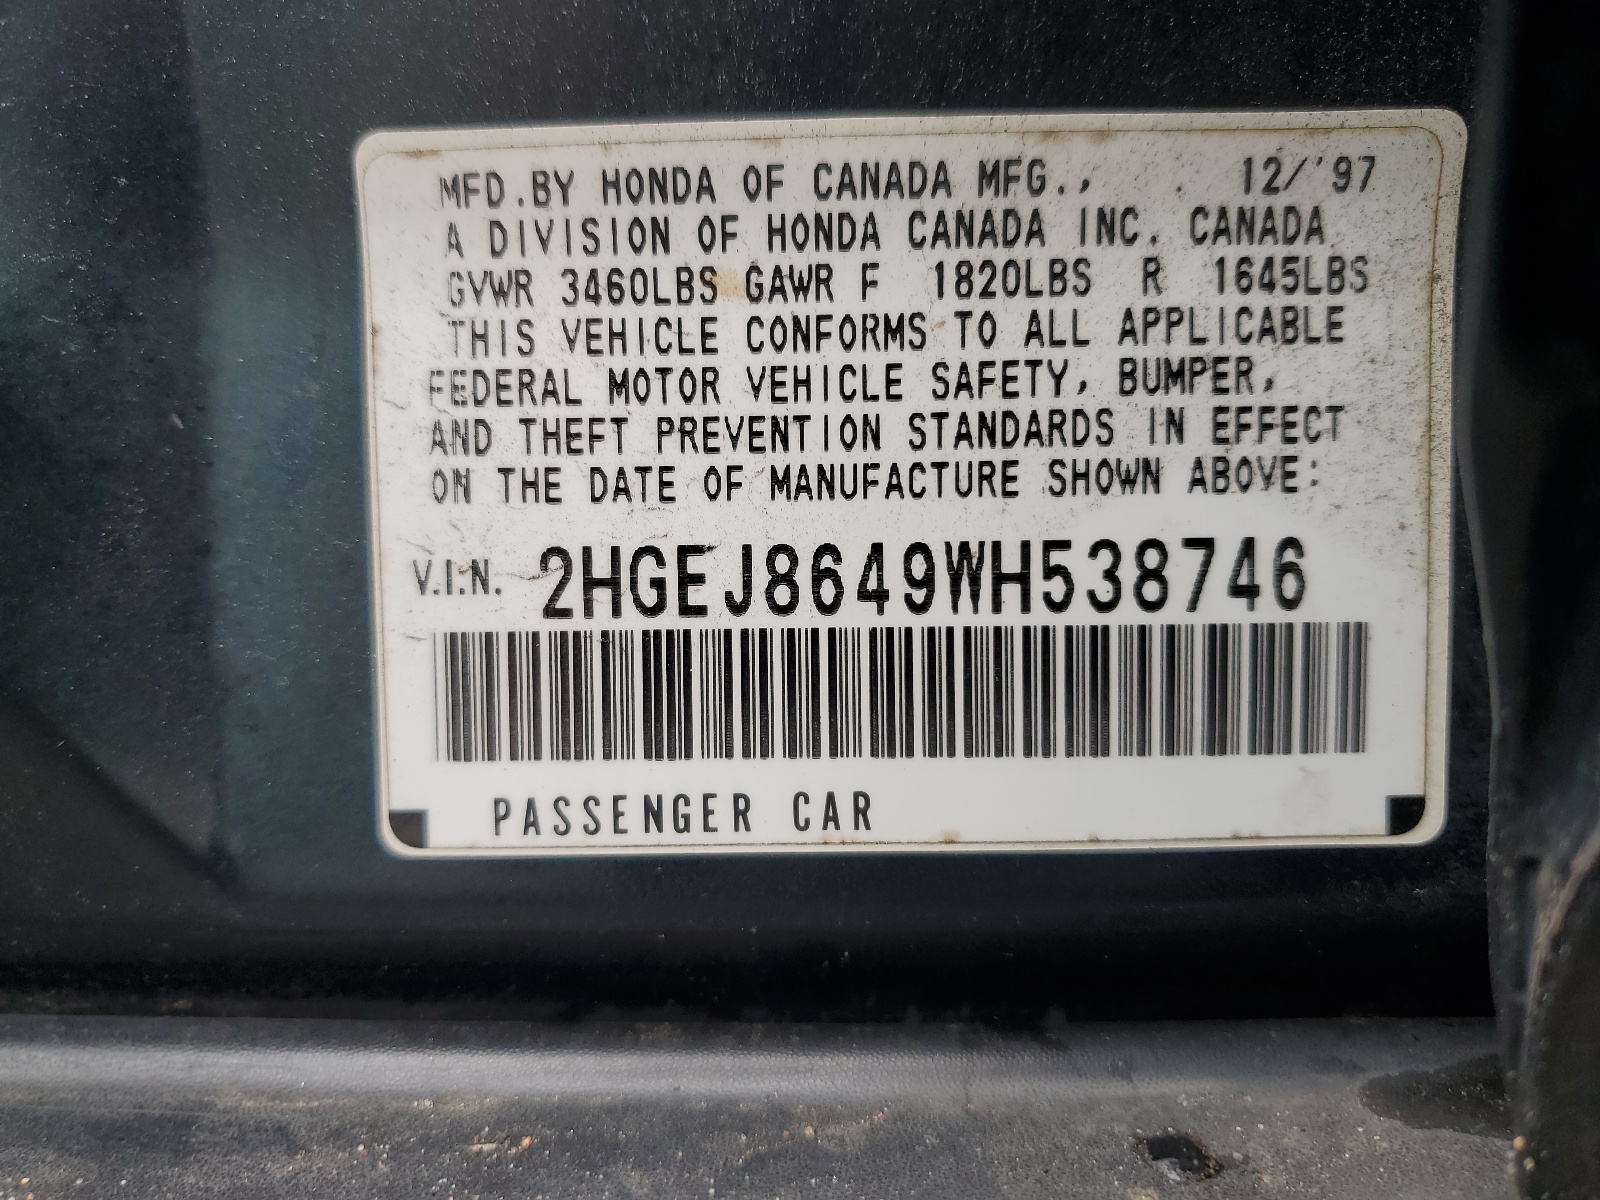 MFD.BY HONDA OF CANADA MFG., 12/'97
A DIVISION OF HONDA CANADA INC. CANADA
GVWR 3460LBS GAWR F 1820LBS R 1645LBS
THIS VEHICLE CONFORMS TO ALL APPLICABLE
FEDERAL MOTOR VEHICLE SAFETY, BUMPER,
AND THEFT PREVENTION STANDARDS IN EFFECT
ON THE DATE OF MANUFACTURE SHOWN ABOVE:
V.I.N. 2HGEJ8649WH538746
PASSENGER CAR